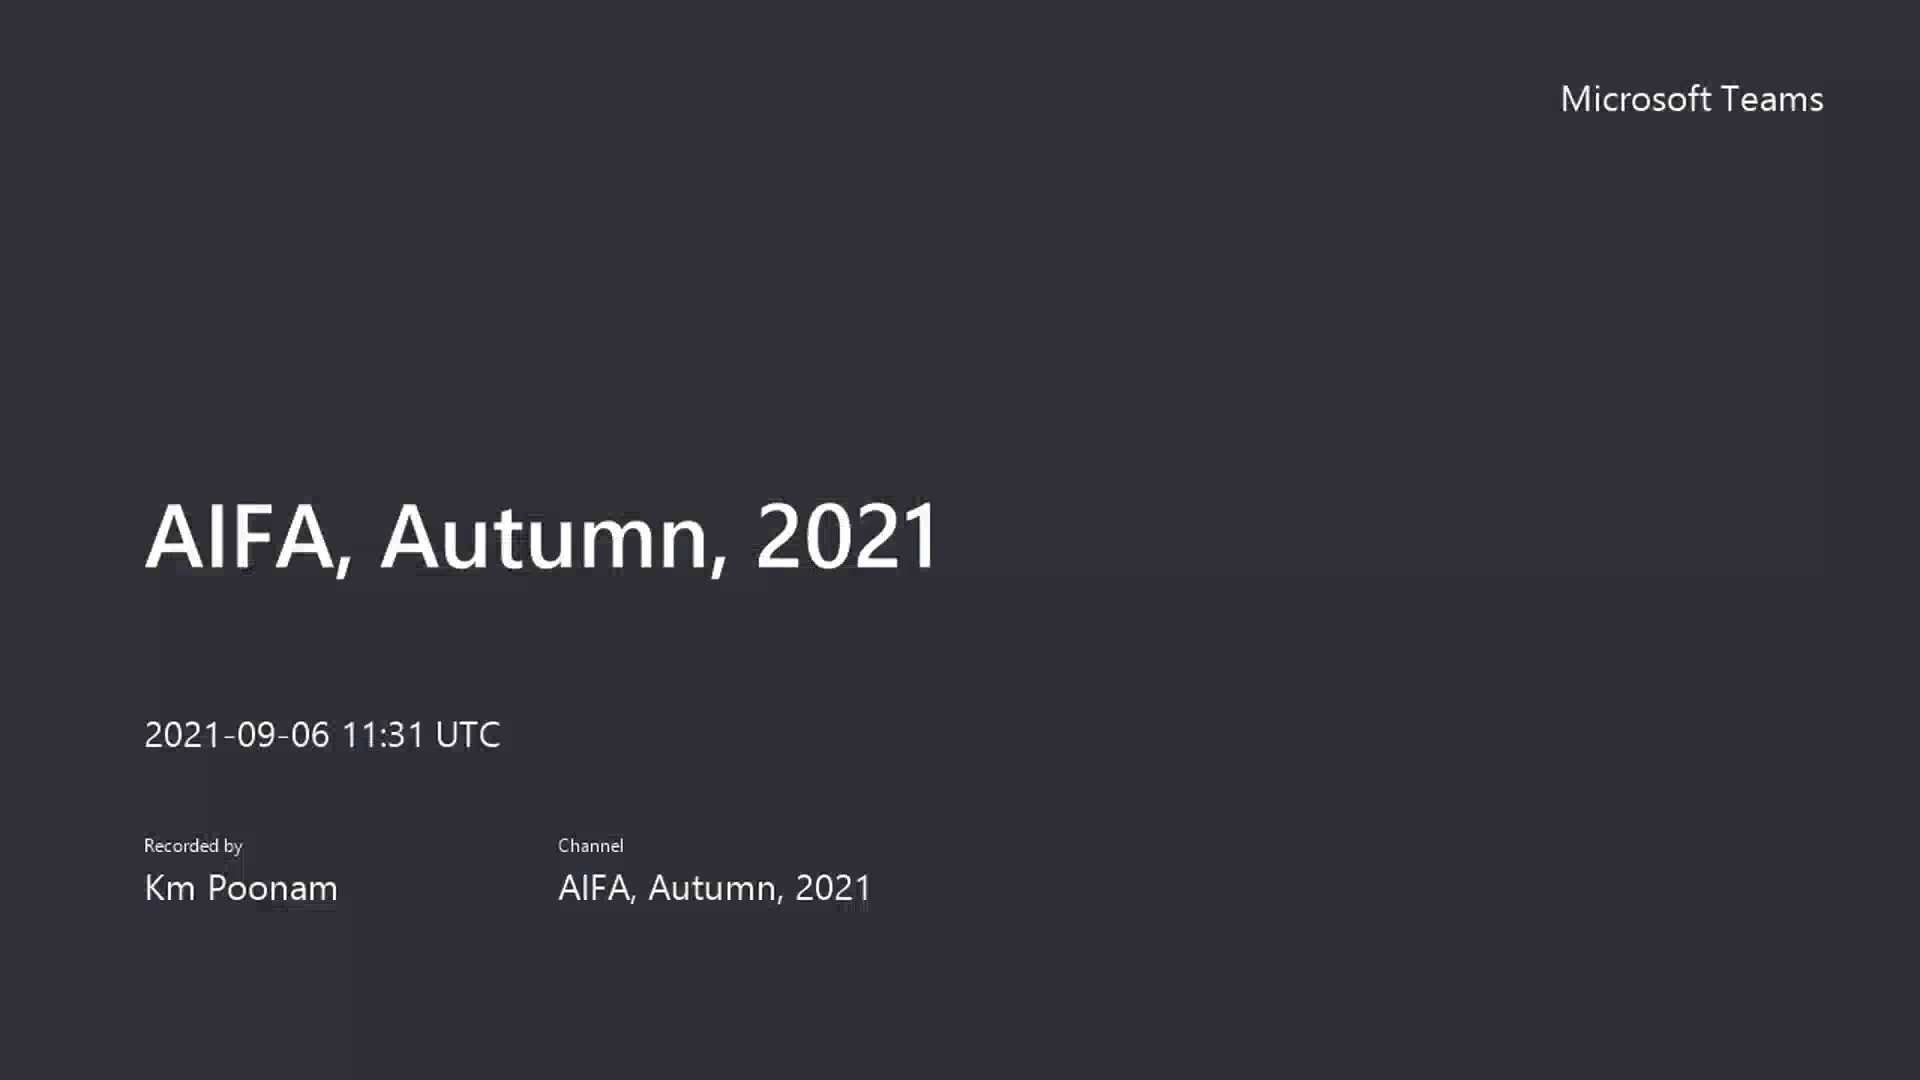 Microsoft Teams
AIFA, Autumn, 2021
2021-09-06 11:31 UTC
Recorded by
Km Poonam
Channel
AIFA, Autumn, 2021